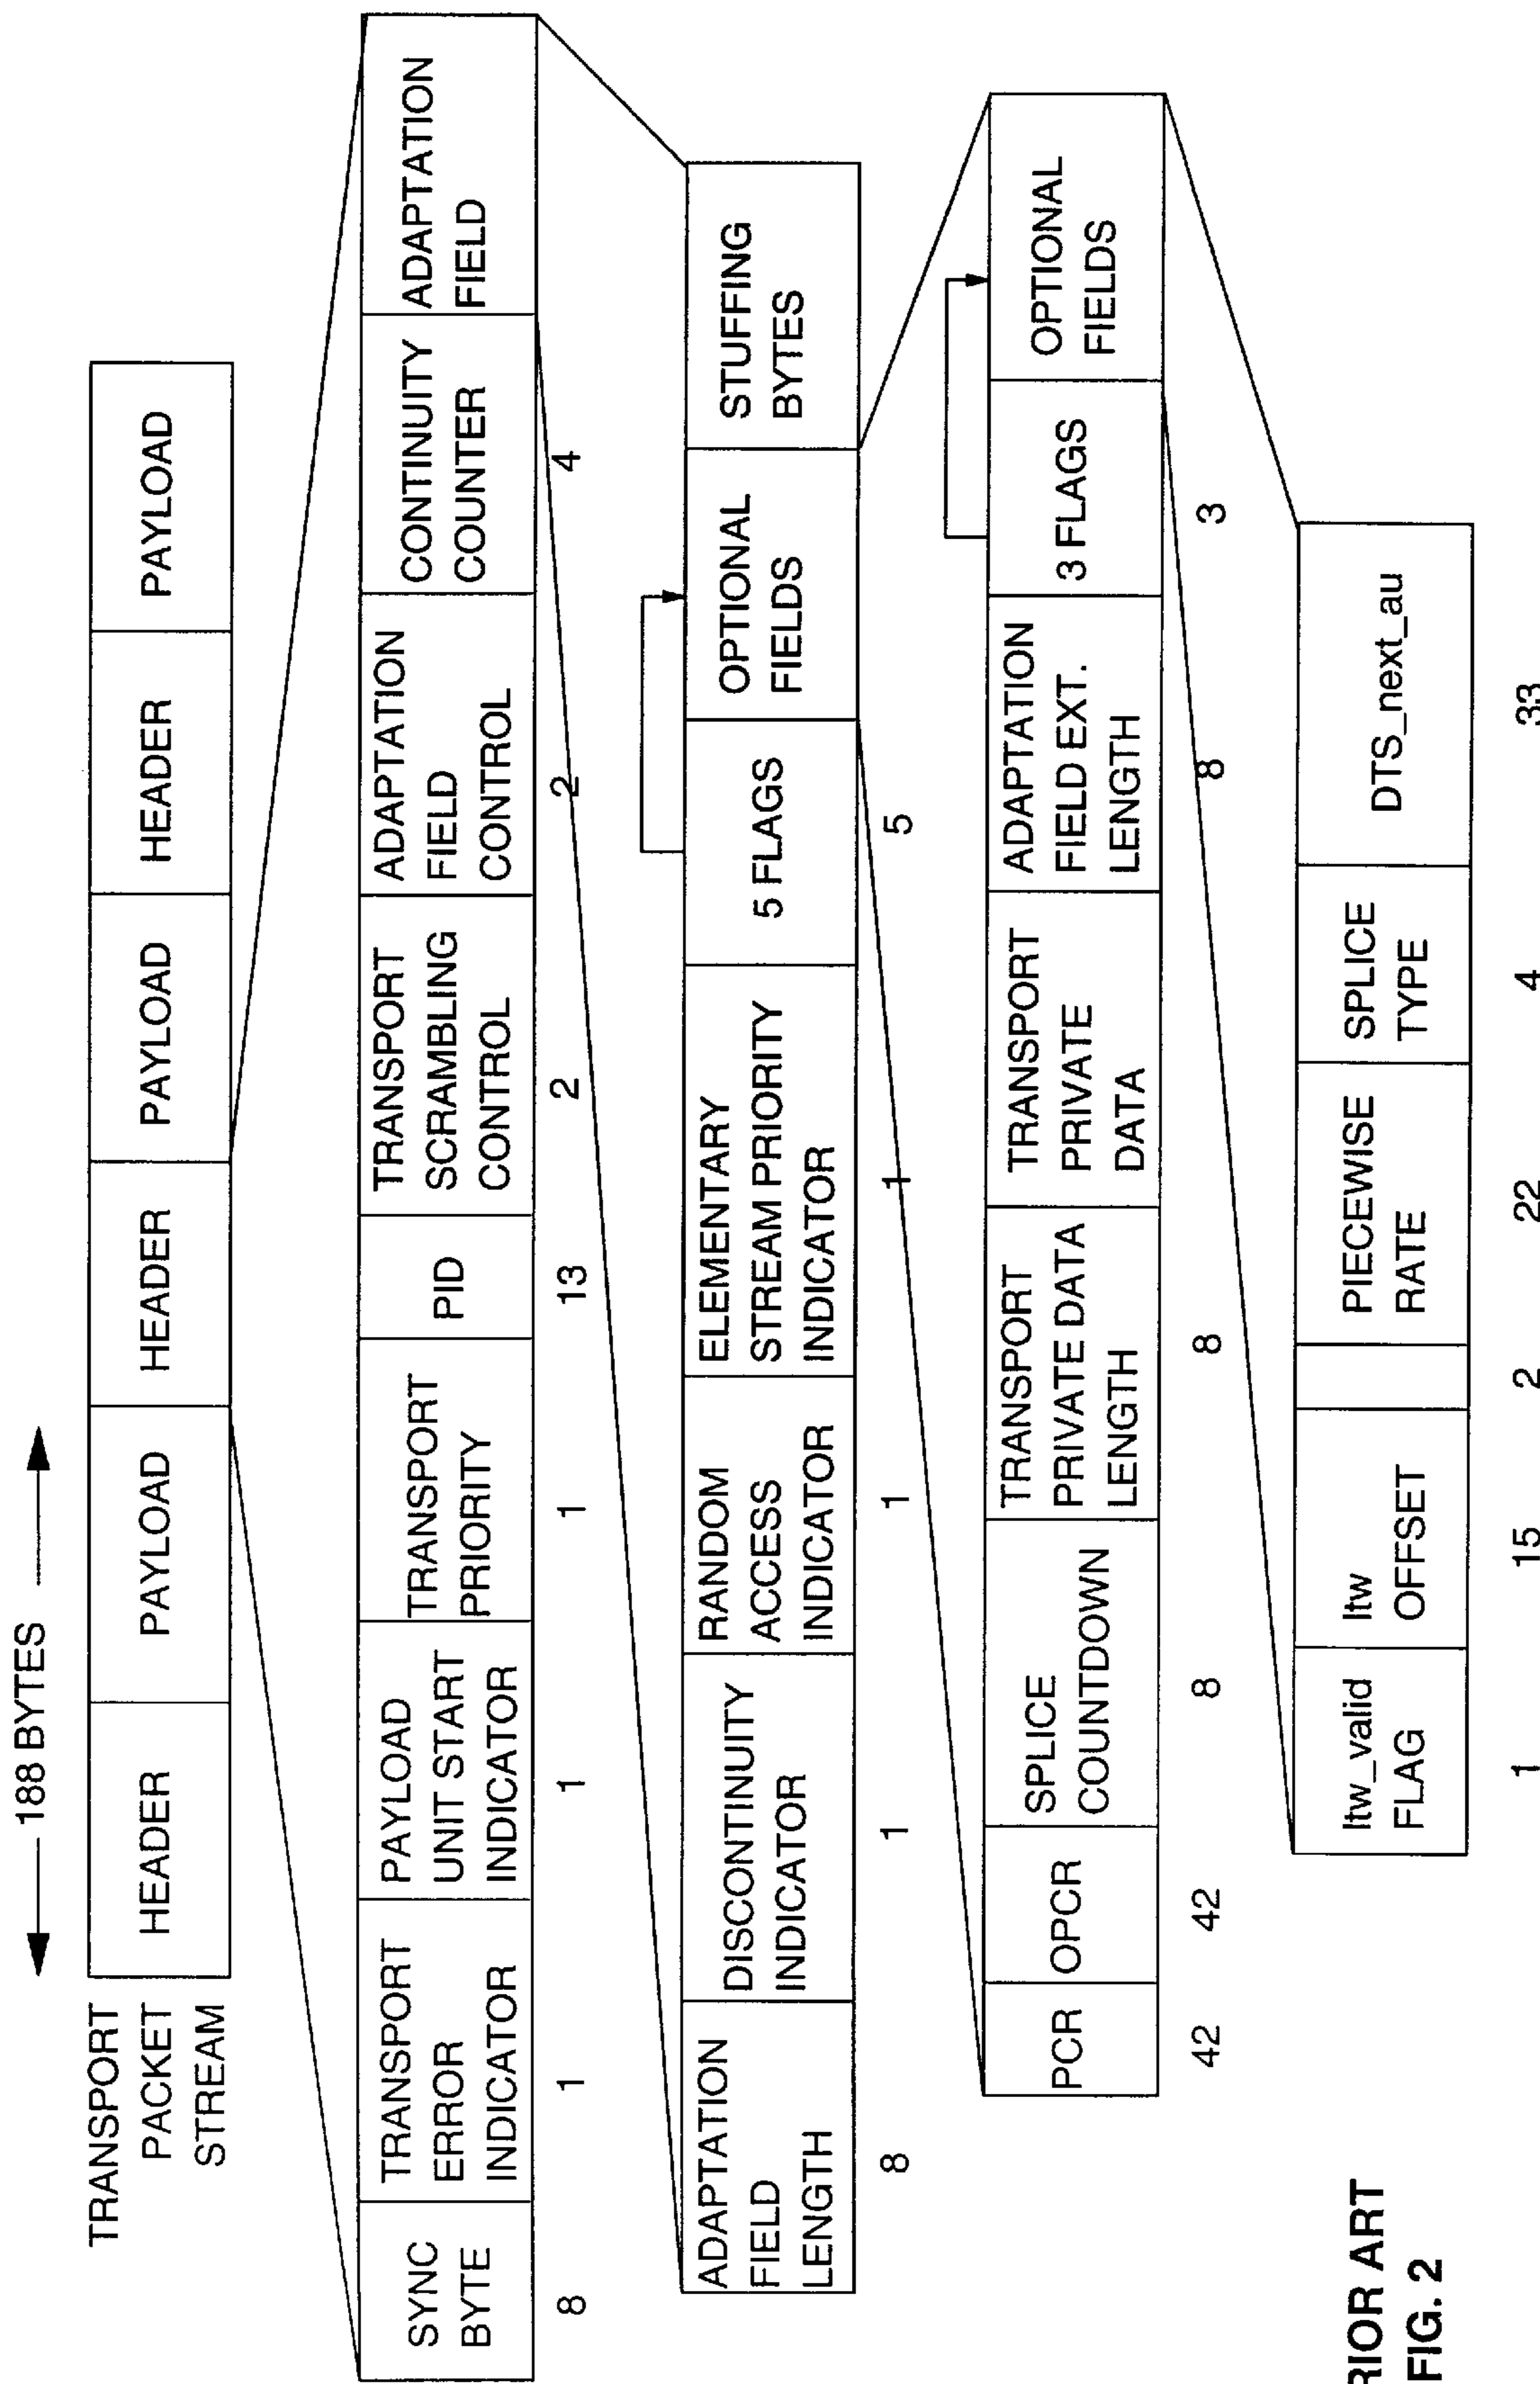 188 BYTES
TRANSPORT
PACKET
STREAM
HEADER
PAYLOAD
HEADER
PAYLOAD
HEADER
PAYLOAD
SYNC
BYTE
TRANSPORT
ERROR
INDICATOR
PAYLOAD
UNIT START
INDICATOR
TRANSPORT
PRIORITY
PID
TRANSPORT
SCRAMBLING
CONTROL
ADAPTATION
FIELD
CONTROL
CONTINUITY
COUNTER
ADAPTATION
FIELD
8 1 1 1 13 2 2 4
ADAPTATION
FIELD
LENGTH
DISCONTINUITY
INDICATOR
RANDOM
ACCESS
INDICATOR
ELEMENTARY
STREAM PRIORITY
INDICATOR
5 FLAGS
OPTIONAL
FIELDS
STUFFING
BYTES
8 1 1 1 5
PCR
OPCR
SPLICE
COUNTDOWN
TRANSPORT
PRIVATE DATA
LENGTH
TRANSPORT
PRIVATE
DATA
ADAPTATION
FIELD EXT.
LENGTH
3 FLAGS
OPTIONAL
FIELDS
42 42 8 8 8 3
ltw_valid
FLAG
ltw
OFFSET
PIECEWISE
RATE
SPLICE
TYPE
DTS_next_au
1 15 2 22 4 33
RIOR ART
FIG. 2